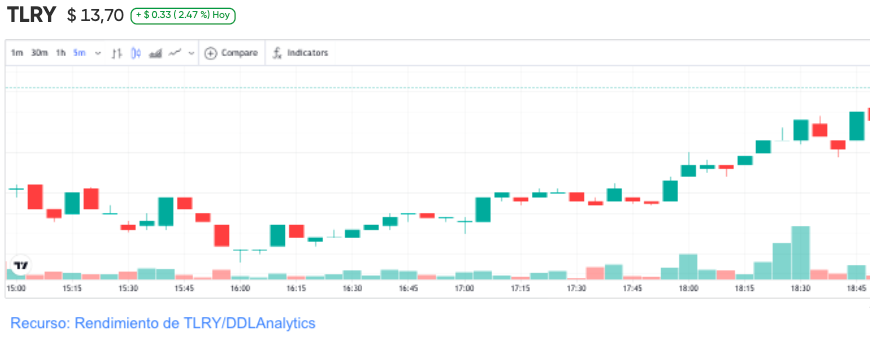 TLRY $ 13,70 + $ 0.33 ( 2.47 %) Hoy
1m 30m 1h 5m Compare Indicators
15:00 15:15 15:30 15:45 16:00 16:15 16:30 16:45 17:00 17:15 17:30 17:45 18:00 18:15 18:30 18:45
Recurso: Rendimiento de TLRY/DDLAnalytics